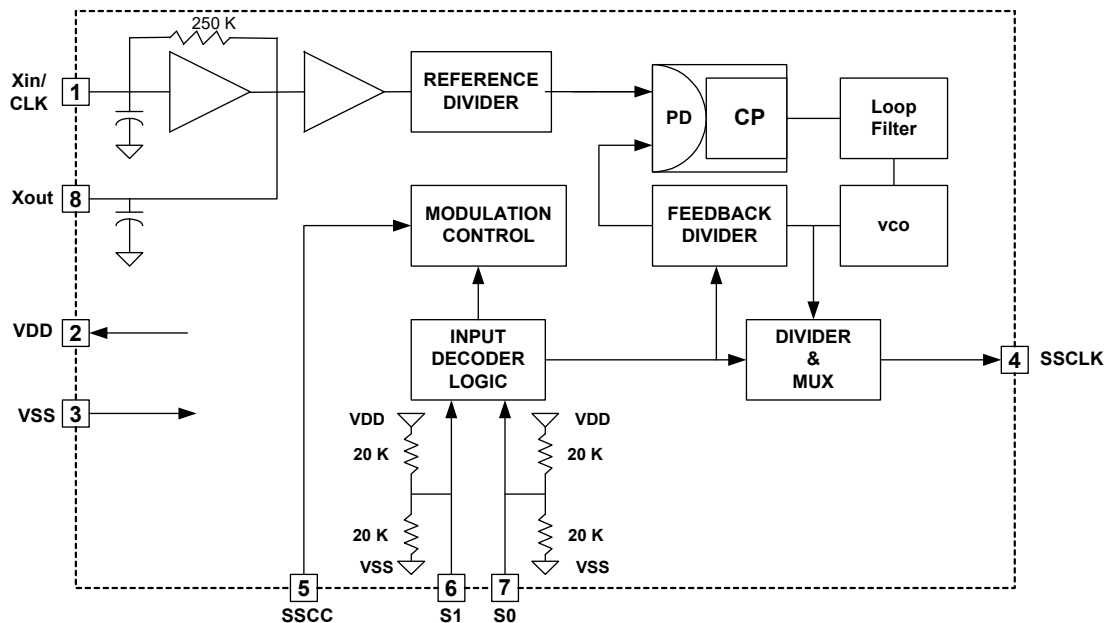 250 K
Xin/
CLK
1
REFERENCE
DIVIDER
PD
CP
Loop
Filter
Xout
8
MODULATION
CONTROL
FEEDBACK
DIVIDER
vco
VDD
2
INPUT
DECODER
LOGIC
DIVIDER
&
MUX
4
SSCLK
VSS
3
VDD
VDD
20 K
20 K
20 K
20 K
VSS
VSS
5
6
7
SSCC
S1
S0